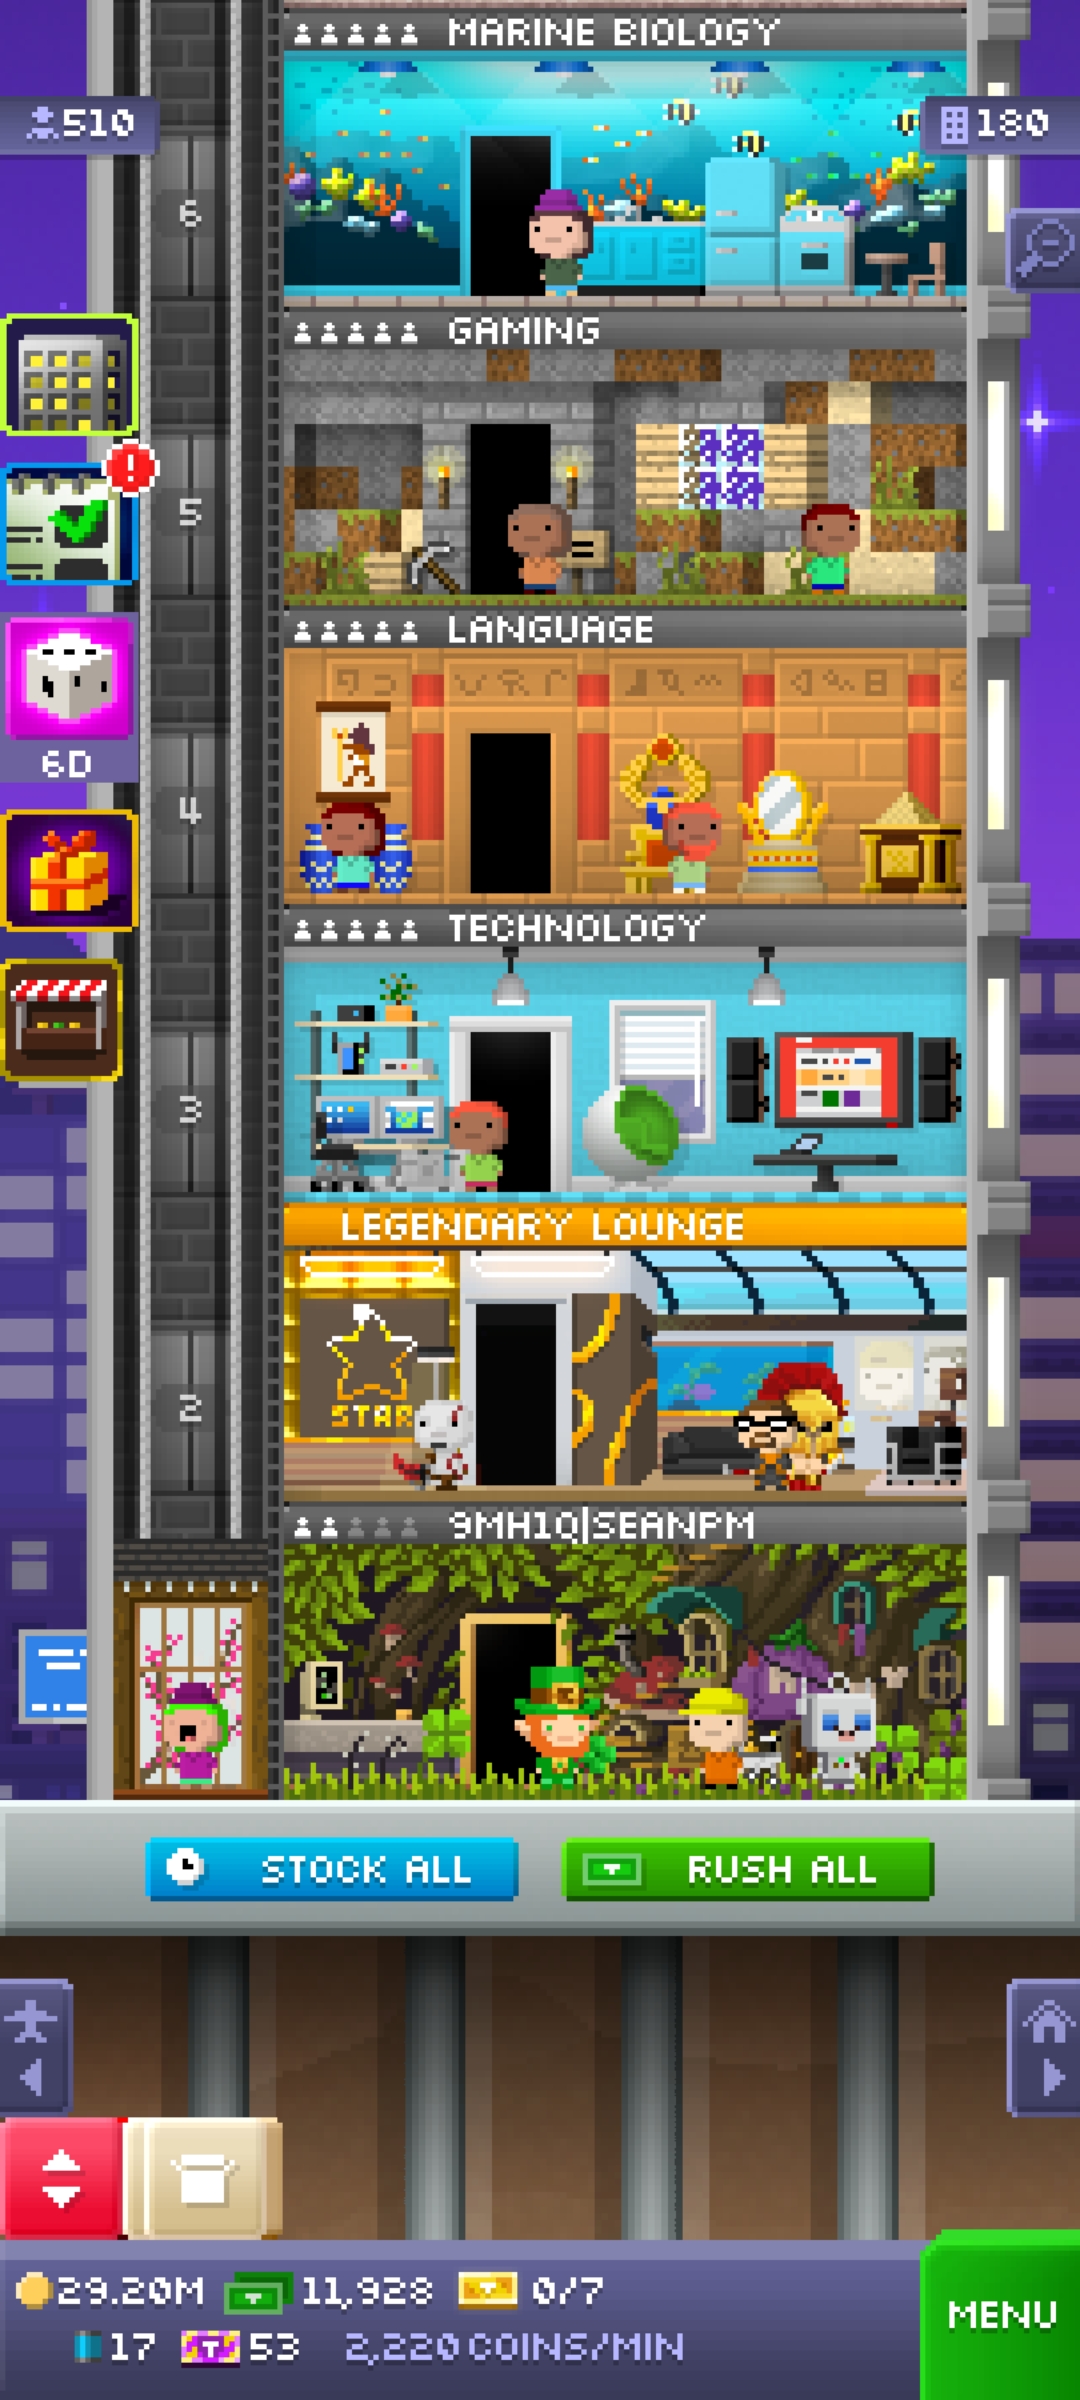 MARINE BIOLOGY
510
180
6
GAMING
5
LANGUAGE
6D
4
TECHNOLOGY
3
LEGENDARY LOUNGE
STAR
2
9MH1Q|SEANPM
STOCK ALL
RUSH ALL
29.20M 11,928 0/7
MENU
17 53 2,220 COINS/MIN